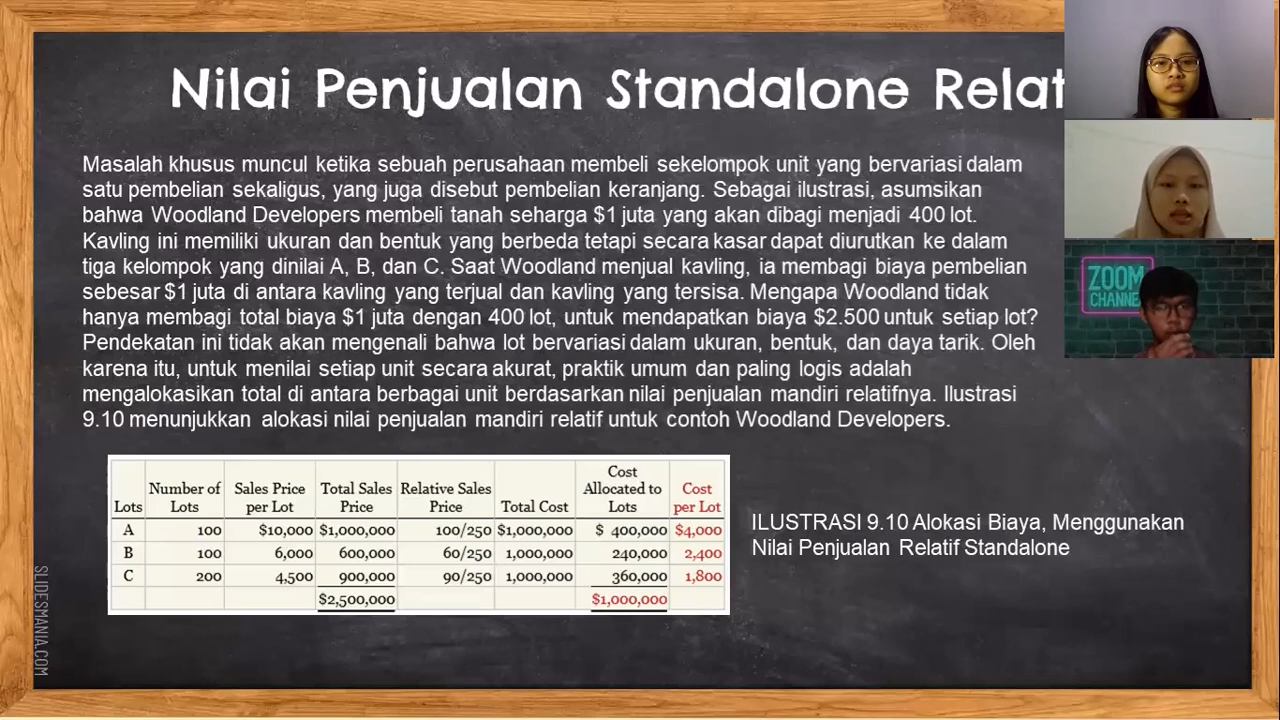 Nilai Penjualan Standalone Relat
Masalah khusus muncul ketika sebuah perusahaan membeli sekelompok unit yang bervariasi dalam
satu pembelian sekaligus, yang juga disebut pembelian keranjang. Sebagai ilustrasi, asumsikan
bahwa Woodland Developers membeli tanah seharga $1 juta yang akan dibagi menjadi 400 lot.
Kavling ini memiliki ukuran dan bentuk yang berbeda tetapi secara kasar dapat diurutkan ke dalam
tiga kelompok yang dinilai A, B, dan C. Saat Woodland menjual kavling, ia membagi biaya pembelian
sebesar $1 juta di antara kavling yang terjual dan kavling yang tersisa. Mengapa Woodland tidak
hanya membagi total biaya $1 juta dengan 400 lot, untuk mendapatkan biaya $2.500 untuk setiap lot?
Pendekatan ini tidak akan mengenali bahwa lot bervariasi dalam ukuran, bentuk, dan daya tarik. Oleh
karena itu, untuk menilai setiap unit secara akurat, praktik umum dan paling logis adalah
mengalokasikan total di antara berbagai unit berdasarkan nilai penjualan mandiri relatifnya. Ilustrasi
9.10 menunjukkan alokasi nilai penjualan mandiri relatif untuk contoh Woodland Developers.
Lots Number of Lots Sales Price per Lot Total Sales Price Relative Sales Price Total Cost Cost Allocated to Lots Cost per Lot
A 100 $10,000 $1,000,000 100/250 $1,000,000 $ 400,000 $4,000
B 100 6,000 600,000 60/250 1,000,000 240,000 2,400
C 200 4,500 900,000 90/250 1,000,000 360,000 1,800
$2,500,000 $1,000,000
ILUSTRASI 9.10 Alokasi Biaya, Menggunakan
Nilai Penjualan Relatif Standalone
SLIDESMANIA.COM
ZOOM
CHANNE